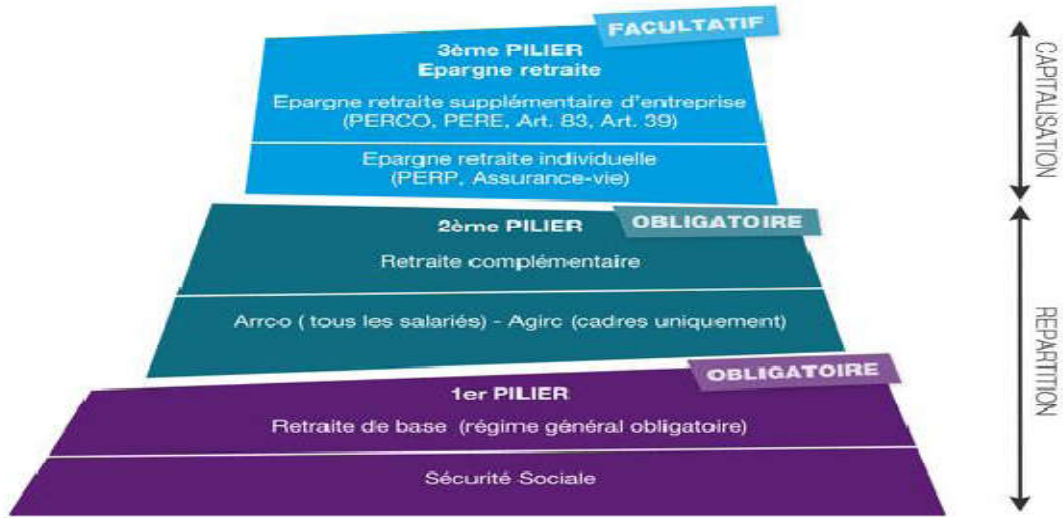 FACULTATIF
3ème PILIER
Epargne retraite
Epargne retraite supplémentaire d'entreprise
(PERCO, PERE, Art. 83, Art. 39)
Epargne retraite individuelle
(PERP, Assurance-vie)
CAPITALISATION
OBLIGATOIRE
2ème PILIER
Retraite complémentaire
Arrco ( tous les salariés) - Agirc (cadres uniquement)
OBLIGATOIRE
1er PILIER
Retraite de base (régime général obligatoire)
Sécurité Sociale
REPARTITION